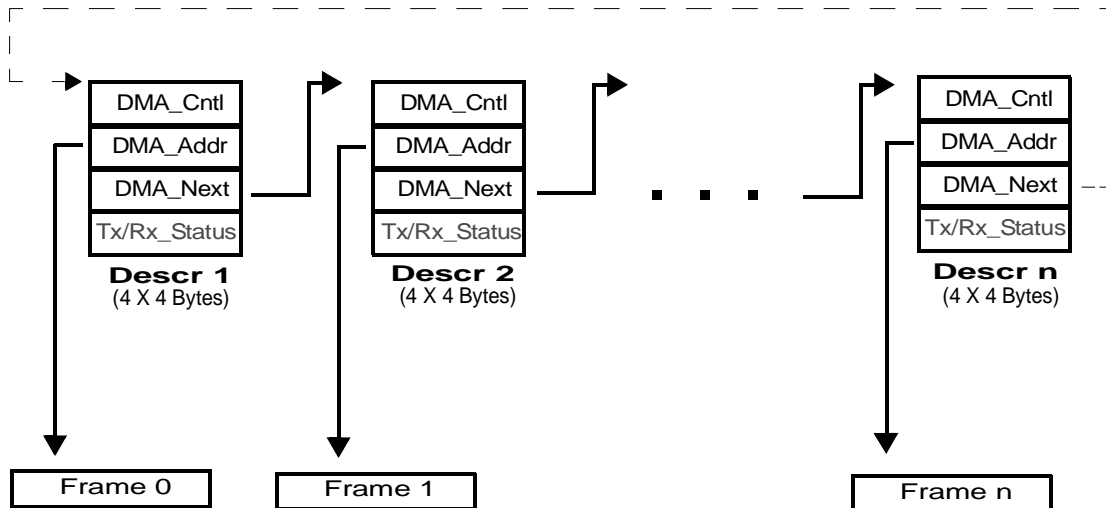 DMA_Cntl
DMA_Addr
DMA_Next
Tx/Rx_Status
Descr 1
(4 X 4 Bytes)
DMA_Cntl
DMA_Addr
DMA_Next
Tx/Rx_Status
Descr 2
(4 X 4 Bytes)
. . .
DMA_Cntl
DMA_Addr
DMA_Next
Tx/Rx_Status
Descr n
(4 X 4 Bytes)
Frame 0
Frame 1
Frame n